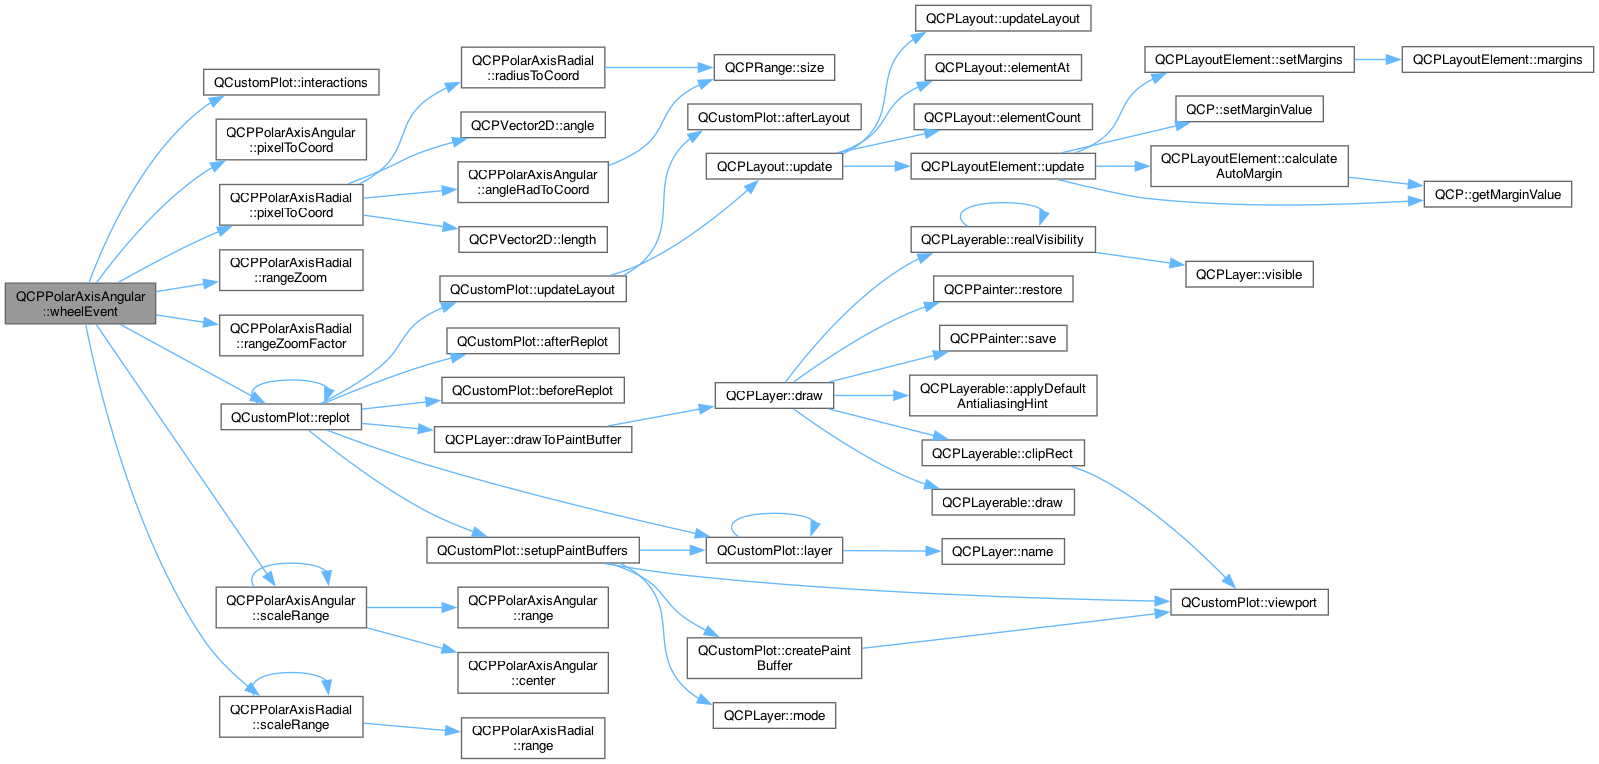 QCPPolarAxisAngular
::wheelEvent
QCustomPlot::interactions
QCPPolarAxisAngular
::pixelToCoord
QCPPolarAxisRadial
::pixelToCoord
QCPPolarAxisRadial
::rangeZoom
QCPPolarAxisRadial
::rangeZoomFactor
QCustomPlot::replot
QCPPolarAxisAngular
::scaleRange
QCPPolarAxisRadial
::scaleRange
QCPPolarAxisRadial
::radiusToCoord
QCPVector2D::angle
QCPPolarAxisAngular
::angleRadToCoord
QCPVector2D::length
QCustomPlot::updateLayout
QCustomPlot::afterReplot
QCustomPlot::beforeReplot
QCPLayer::drawToPaintBuffer
QCustomPlot::setupPaintBuffers
QCPPolarAxisAngular
::range
QCPPolarAxisAngular
::center
QCPPolarAxisRadial
::range
QCPRange::size
QCustomPlot::afterLayout
QCPLayout::update
QCPLayer::draw
QCustomPlot::layer
QCustomPlot::createPaint
Buffer
QCPLayer::mode
QCPLayout::updateLayout
QCPLayout::elementAt
QCPLayout::elementCount
QCPLayoutElement::update
QCPLayerable::realVisibility
QCPPainter::restore
QCPPainter::save
QCPLayerable::applyDefault
AntialiasingHint
QCPLayerable::clipRect
QCPLayerable::draw
QCPLayer::name
QCPLayoutElement::setMargins
QCP::setMarginValue
QCPLayoutElement::calculate
AutoMargin
QCPLayer::visible
QCustomPlot::viewport
QCPLayoutElement::margins
QCP::getMarginValue